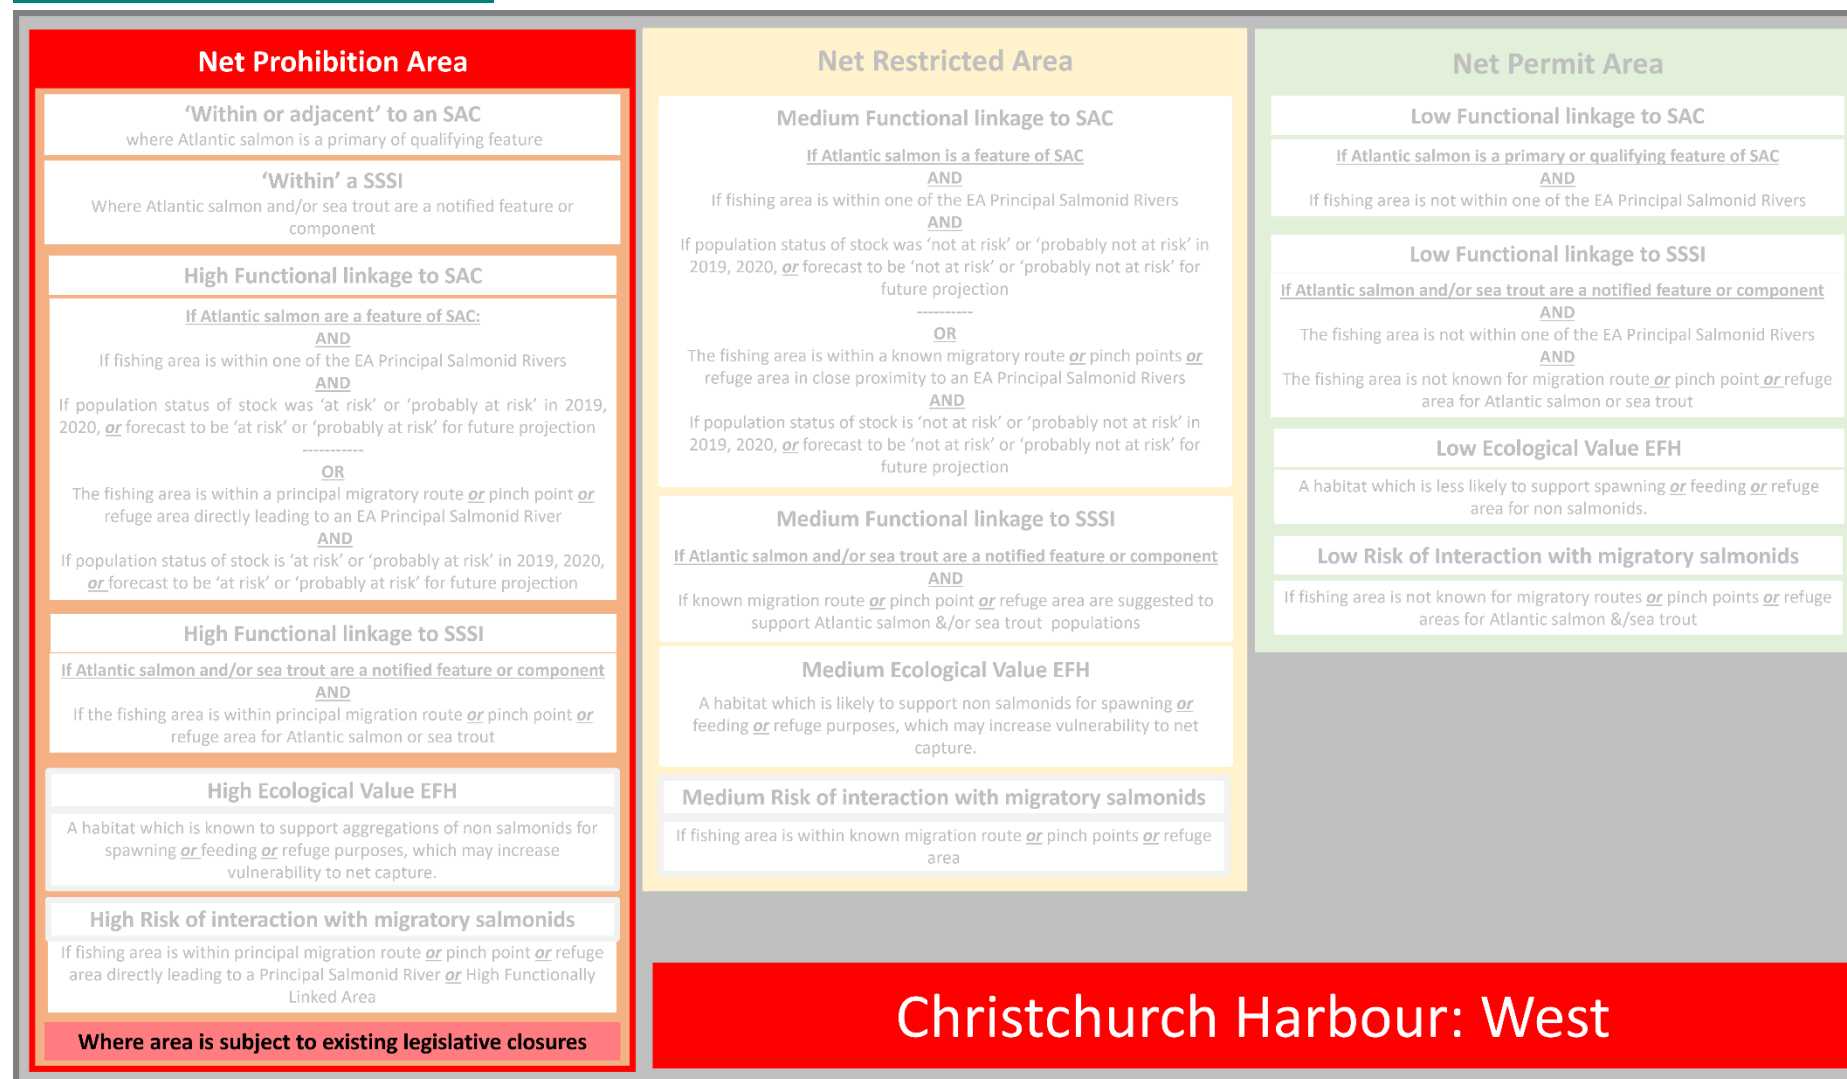 Net Prohibition Area
‘Within or adjacent’ to an SAC
where Atlantic salmon is a primary of qualifying feature
‘Within’ a SSSI
Where Atlantic salmon and/or sea trout are a notified feature or
component
High Functional linkage to SAC
If Atlantic salmon are a feature of SAC:
AND
If fishing area is within one of the EA Principal Salmonid Rivers
AND
If population status of stock was ‘at risk’ or ‘probably at risk’ in 2019,
2020, or forecast to be ‘at risk’ or ‘probably at risk’ for future projection
-----------
OR
The fishing area is within a principal migratory route or pinch point or
refuge area directly leading to an EA Principal Salmonid River
AND
If population status of stock is ‘at risk’ or ‘probably at risk’ in 2019, 2020,
or forecast to be ‘at risk’ or ‘probably at risk’ for future projection
High Functional linkage to SSSI
If Atlantic salmon and/or sea trout are a notified feature or component
AND
If the fishing area is within principal migration route or pinch point or
refuge area for Atlantic salmon or sea trout
High Ecological Value EFH
A habitat which is known to support aggregations of non salmonids for
spawning or feeding or refuge purposes, which may increase
vulnerability to net capture.
High Risk of interaction with migratory salmonids
If fishing area is within principal migration route or pinch point or refuge
area directly leading to a Principal Salmonid River or High Functionally
Linked Area
Where area is subject to existing legislative closures
Net Restricted Area
Medium Functional linkage to SAC
If Atlantic salmon is a feature of SAC
AND
If fishing area is within one of the EA Principal Salmonid Rivers
AND
If population status of stock was ‘not at risk’ or ‘probably not at risk’ in
2019, 2020, or forecast to be ‘not at risk’ or ‘probably not at risk’ for
future projection
----------
OR
The fishing area is within a known migratory route or pinch points or
refuge area in close proximity to an EA Principal Salmonid Rivers
AND
If population status of stock is ‘not at risk’ or ‘probably not at risk’ in
2019, 2020, or forecast to be ‘not at risk’ or ‘probably not at risk’ for
future projection
Medium Functional linkage to SSSI
If Atlantic salmon and/or sea trout are a notified feature or component
AND
If known migration route or pinch point or refuge area are suggested to
support Atlantic salmon &/or sea trout populations
Medium Ecological Value EFH
A habitat which is likely to support non salmonids for spawning or
feeding or refuge purposes, which may increase vulnerability to net
capture.
Medium Risk of interaction with migratory salmonids
If fishing area is within known migration route or pinch points or refuge
area
Net Permit Area
Low Functional linkage to SAC
If Atlantic salmon is a primary or qualifying feature of SAC
AND
If fishing area is not within one of the EA Principal Salmonid Rivers
Low Functional linkage to SSSI
If Atlantic salmon and/or sea trout are a notified feature or component
AND
The fishing area is not within one of the EA Principal Salmonid Rivers
AND
The fishing area is not known for migration route or pinch point or refuge
area for Atlantic salmon or sea trout
Low Ecological Value EFH
A habitat which is less likely to support spawning or feeding or refuge
area for non salmonids.
Low Risk of Interaction with migratory salmonids
If fishing area is not known for migratory routes or pinch points or refuge
areas for Atlantic salmon &/sea trout
Christchurch Harbour: West